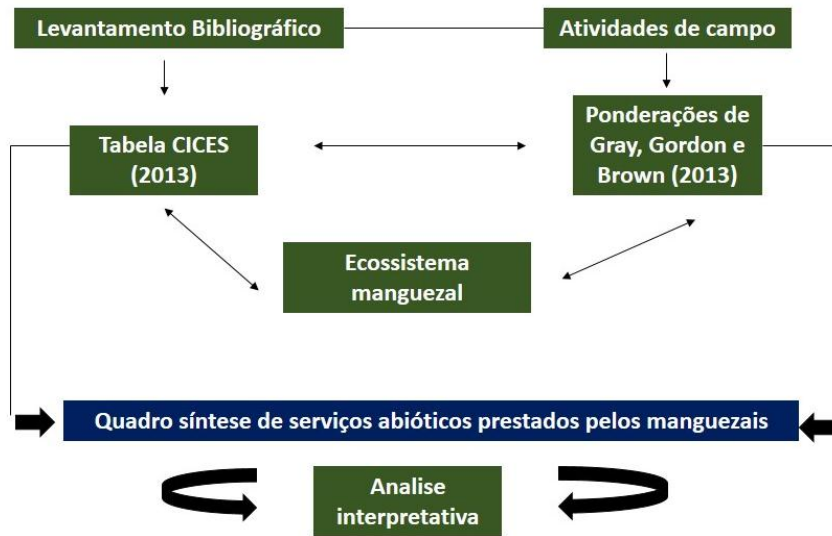 Levantamento Bibliográfico
Atividades de campo
Tabela CICES
(2013)
Ponderações de
Gray, Gordon e
Brown (2013)
Ecossistema
manguezal
Quadro síntese de serviços abióticos prestados pelos manguezais
Analise
interpretativa